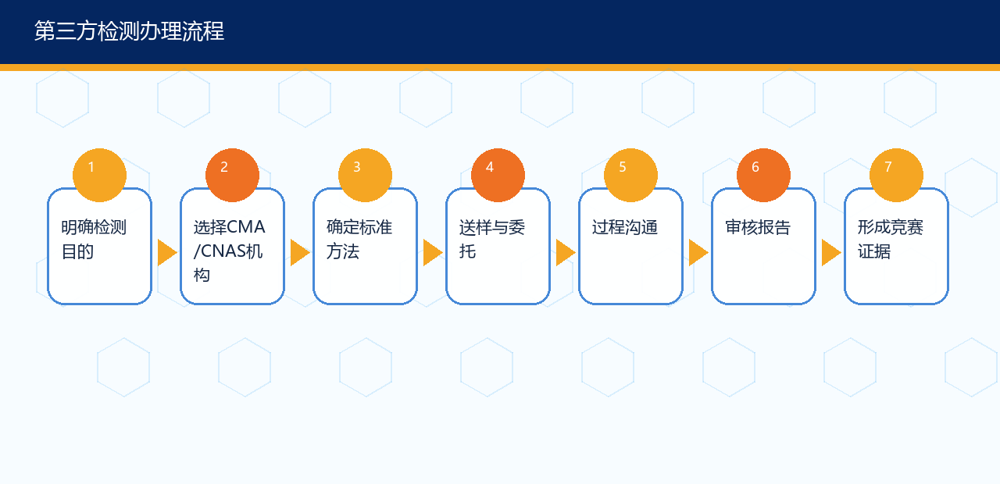 第三方检测办理流程
1
明确检测
目的
2
选择CMA
/CNAS机
构
3
确定标准
方法
4
送样与委
托
5
过程沟通
6
审核报告
7
形成竞赛
证据